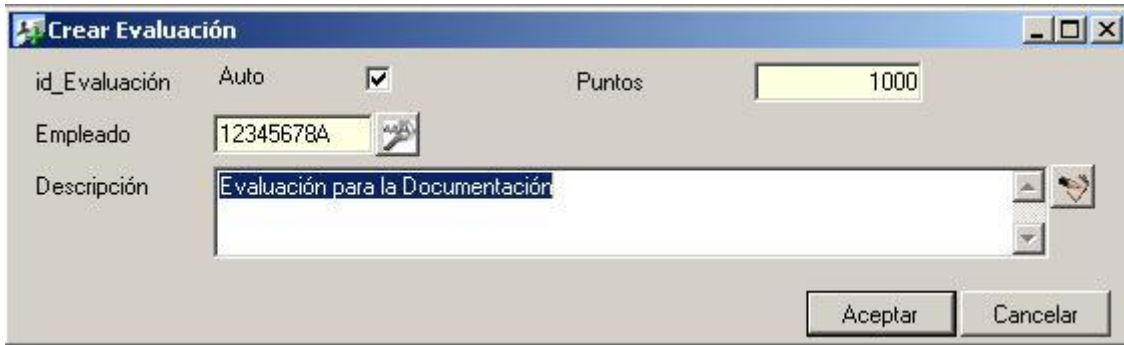 Crear Evaluación
id_Evaluación Auto Puntos 1000
Empleado 12345678A
Descripción Evaluación para la Documentación
Aceptar Cancelar